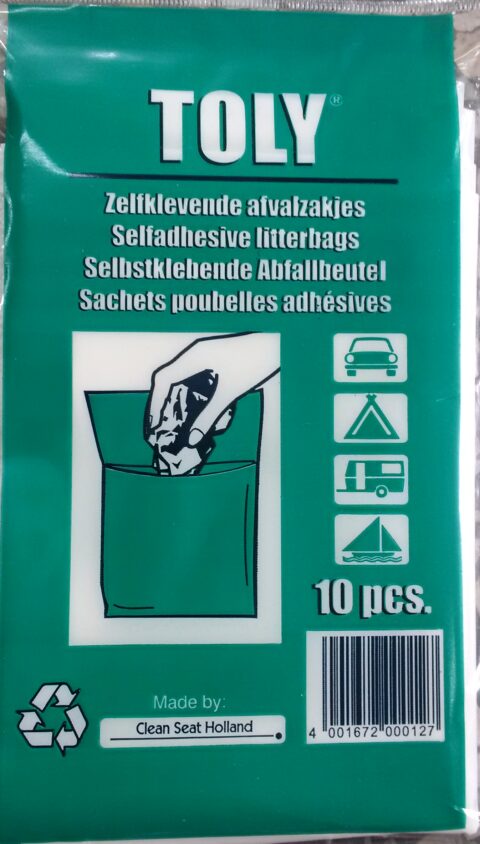 TOLY®
Zelfklevende afvalzakjes
Selfadhesive litterbags
Selbstklebende Abfallbeutel
Sachets poubelles adhésives
10 pcs.
Made by:
Clean Seat Holland
4 001672 000127